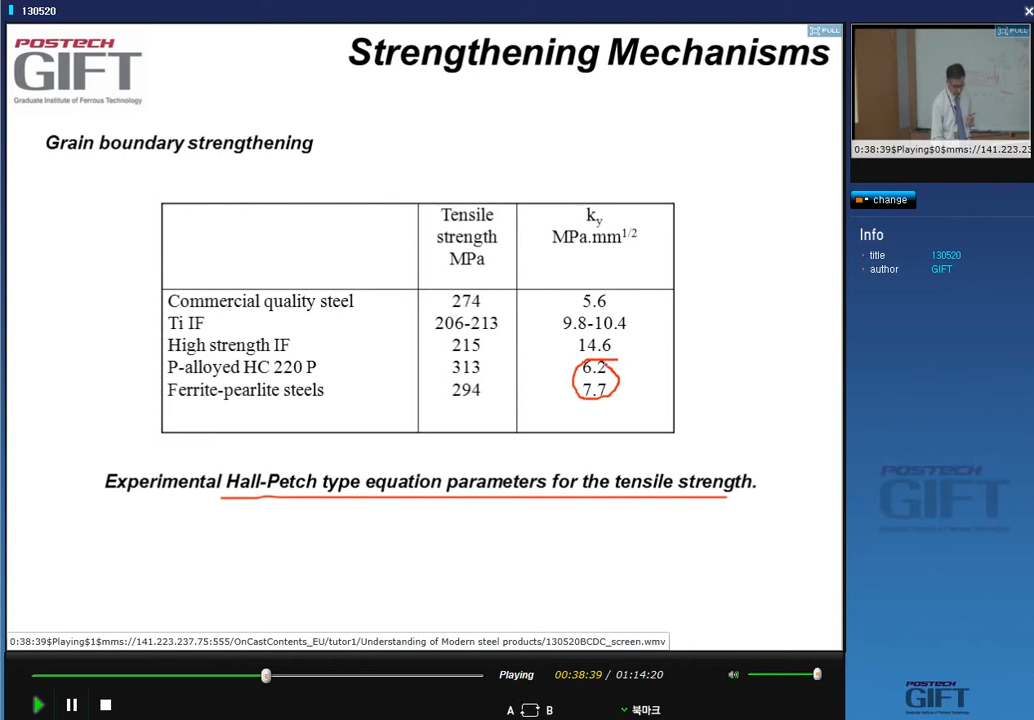 130520
FULL
POSTECH
GIFT
Graduate Institute of Ferrous Technology
Strengthening Mechanisms
Grain boundary strengthening
Tensile strength MPa
ky MPa.mm1/2
Commercial quality steel 274 5.6
Ti IF 206-213 9.8-10.4
High strength IF 215 14.6
P-alloyed HC 220 P 313 6.2
Ferrite-pearlite steels 294 7.7
Experimental Hall-Petch type equation parameters for the tensile strength.
0:38:39$Playing$1$mms://141.223.237.75:555/OnCastContents_EU/tutor1/Understanding of Modern steel products/130520BCDC_screen.wmv
FULL
0:38:39$Playing$0$mms://141.223.23
change
Info
title 130520
author GIFT
POSTECH
GIFT
Playing 00:38:39 / 01:14:20
A B
북마크
POSTECH
GIFT